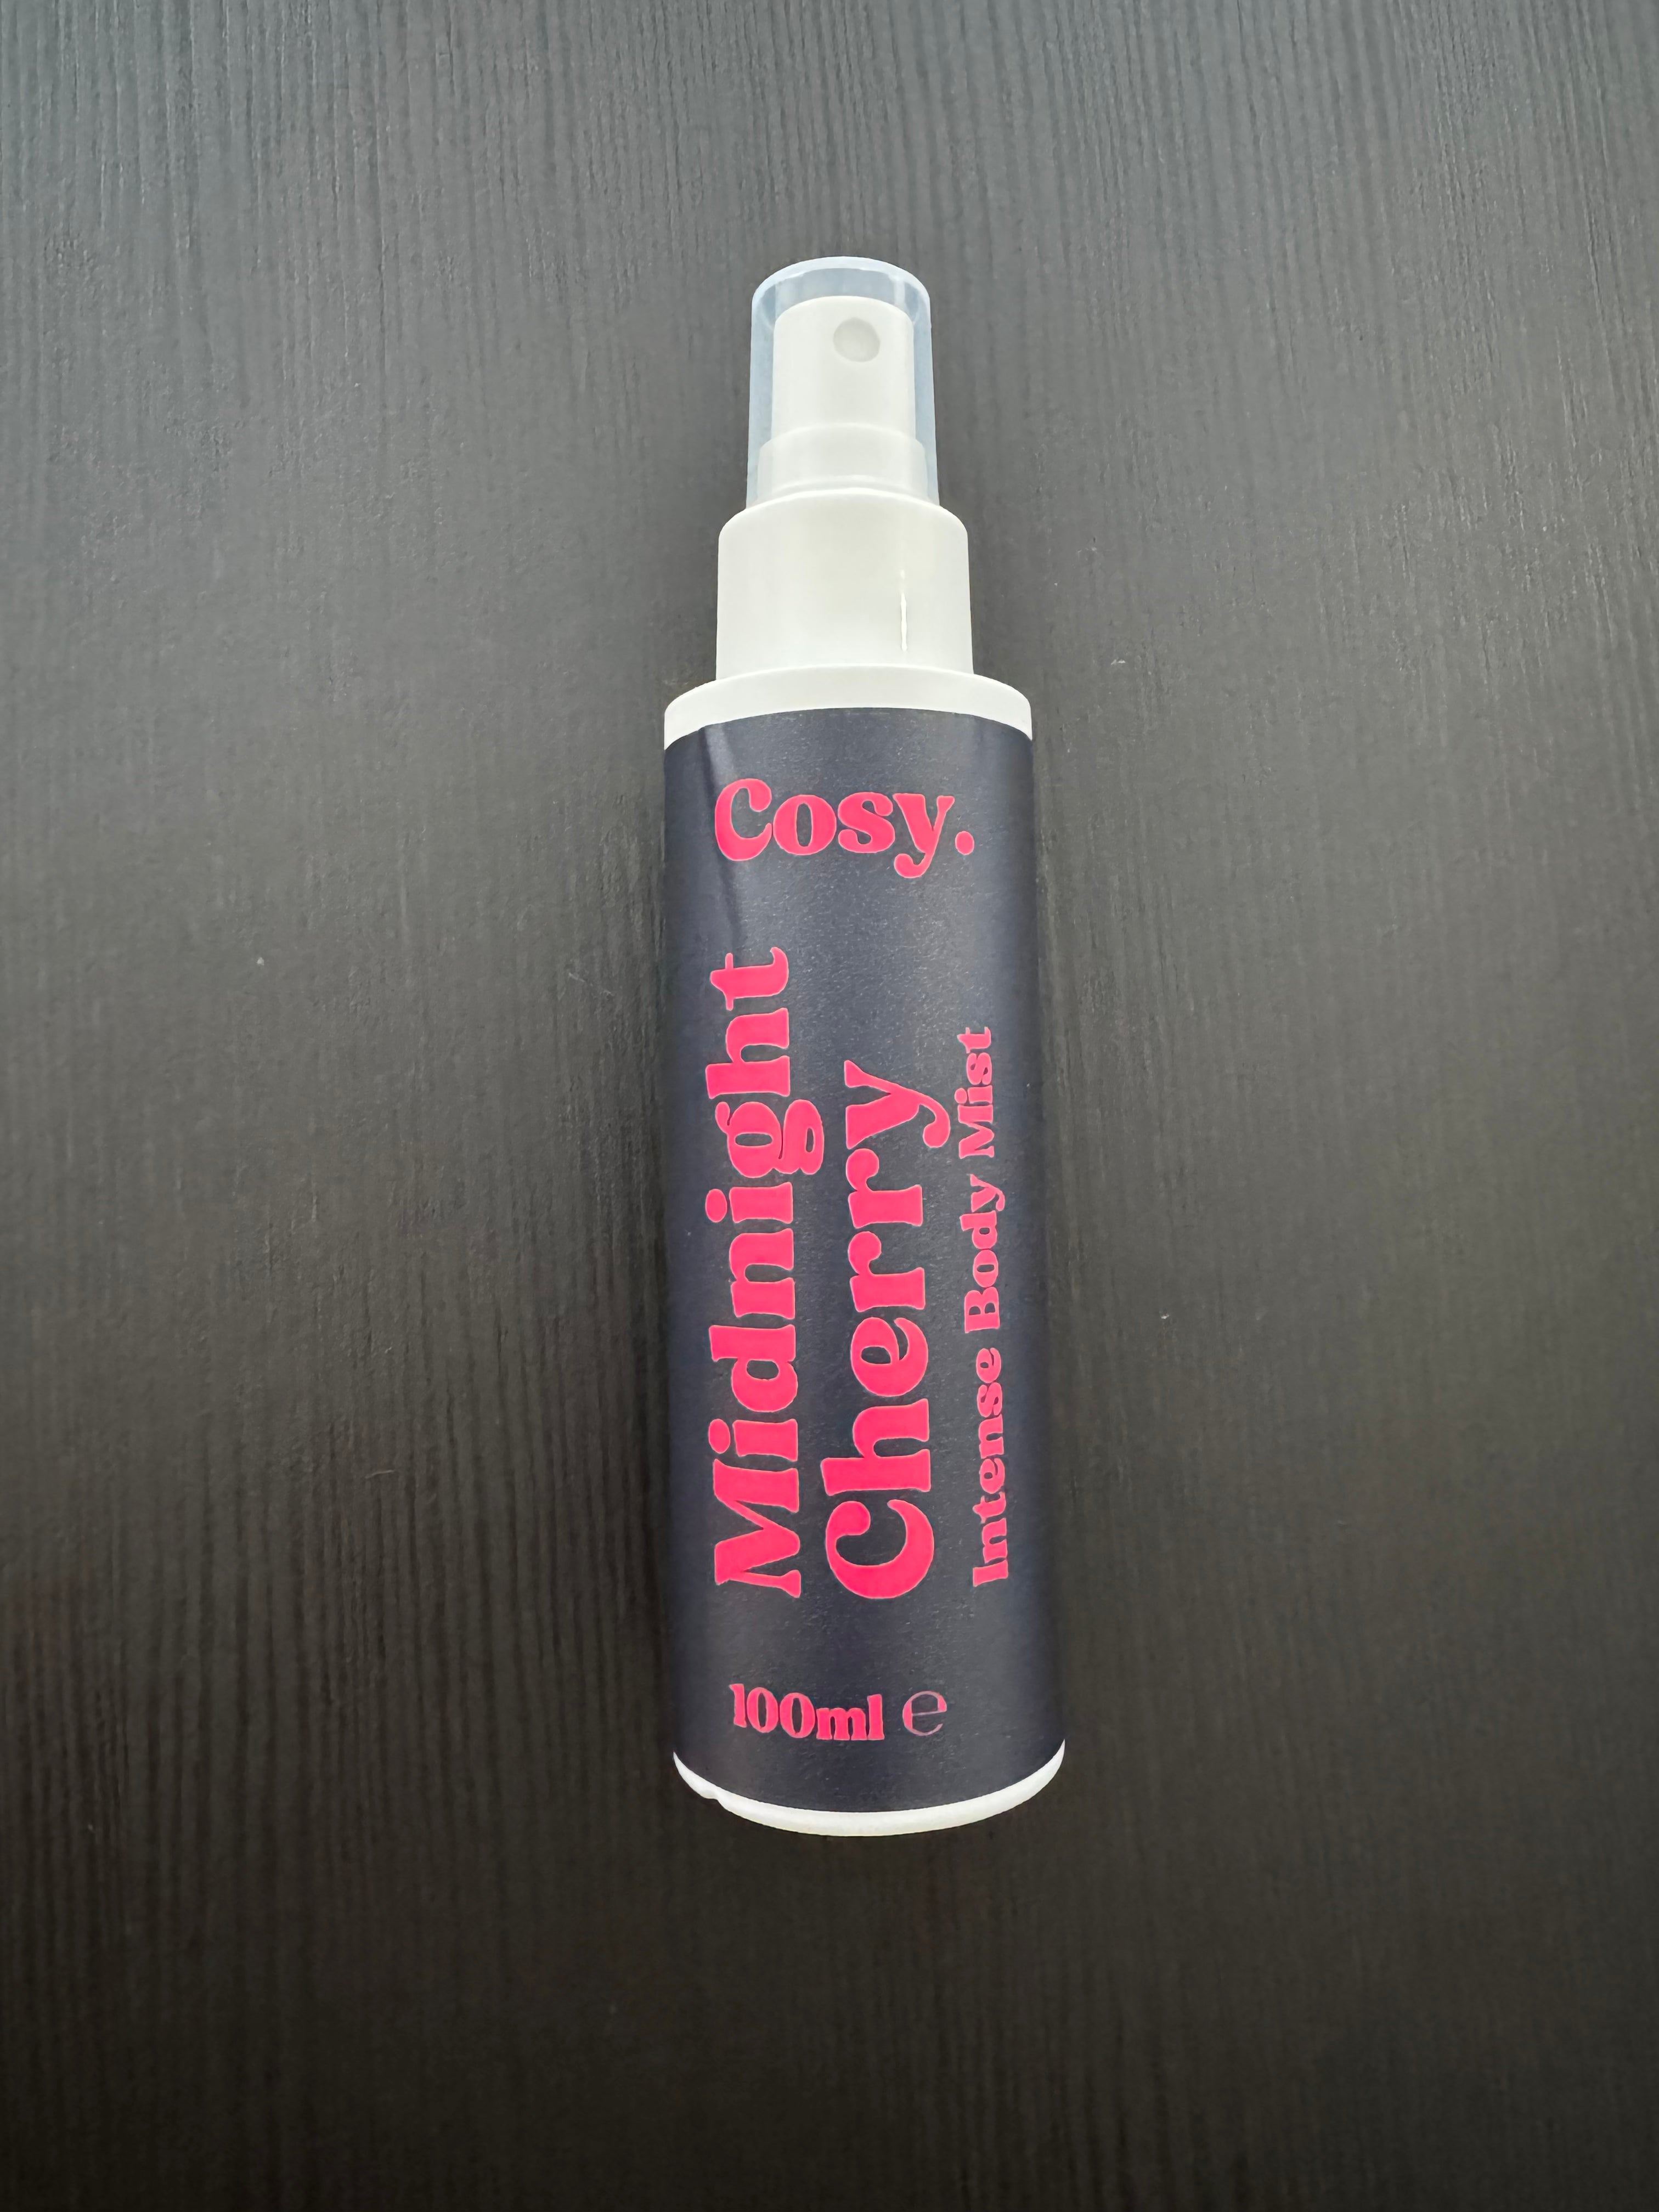 Cosy.
Midnight
Cherry
Intense Body Mist
100ml ℮